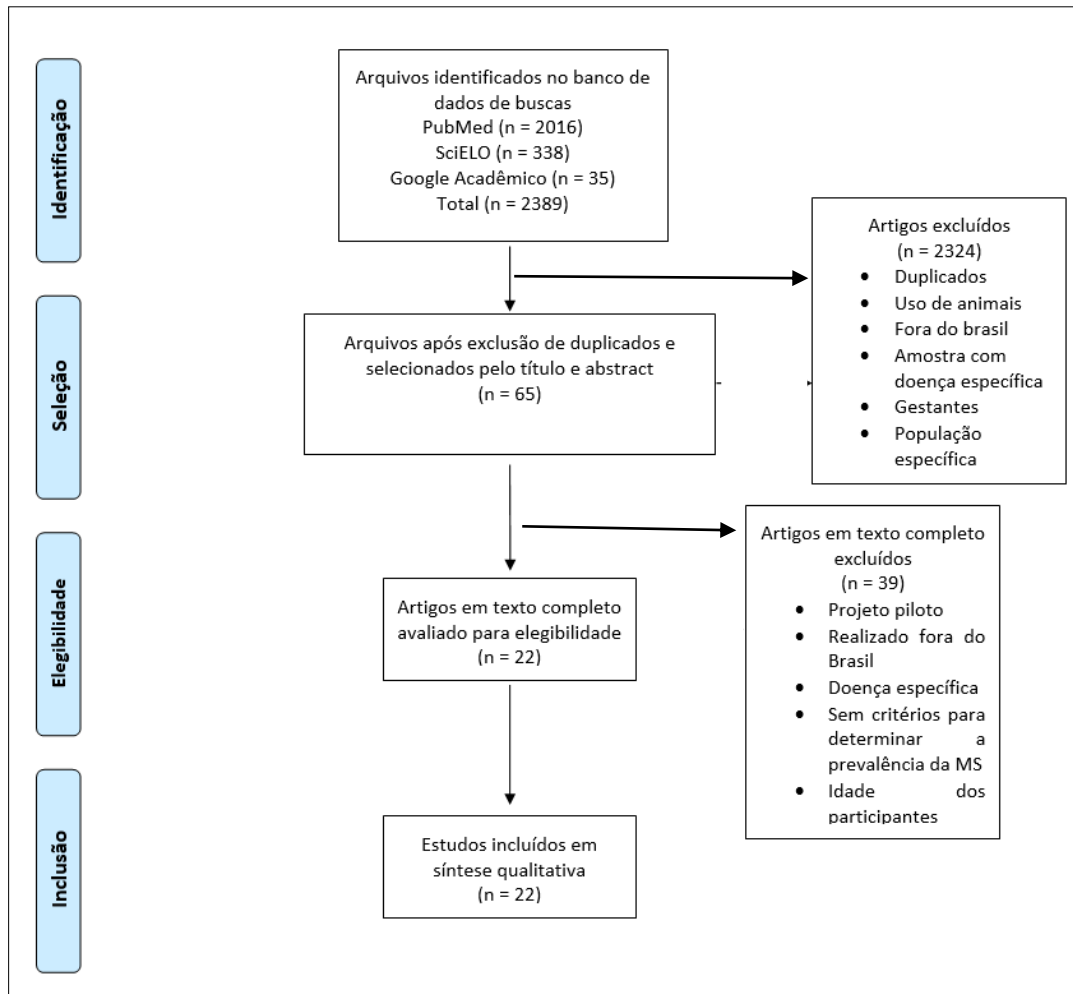 Identificação
Arquivos identificados no banco de
dados de buscas
PubMed (n = 2016)
SciELO (n = 338)
Google Acadêmico (n = 35)
Total (n = 2389)
Artigos excluídos
(n = 2324)
• Duplicados
• Uso de animais
• Fora do brasil
• Amostra com
doença específica
• Gestantes
• População
específica
Seleção
Arquivos após exclusão de duplicados e
selecionados pelo título e abstract
(n = 65)
Artigos em texto completo
excluídos
(n = 39)
• Projeto piloto
• Realizado fora do
Brasil
• Doença específica
• Sem critérios para
determinar a
prevalência da MS
• Idade dos
participantes
Elegibilidade
Artigos em texto completo
avaliado para elegibilidade
(n = 22)
Inclusão
Estudos incluídos em
síntese qualitativa
(n = 22)